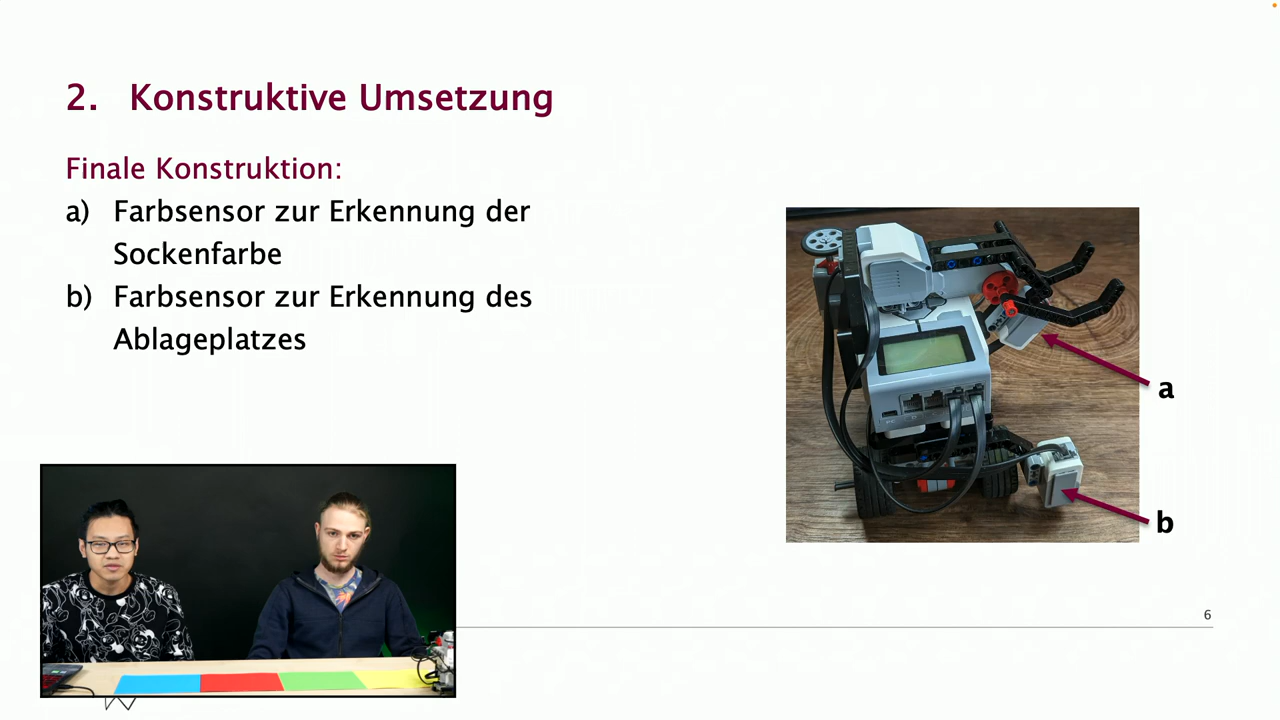 2. Konstruktive Umsetzung
Finale Konstruktion:
a) Farbsensor zur Erkennung der
Sockenfarbe
b) Farbsensor zur Erkennung des
Ablageplatzes
a
b
6